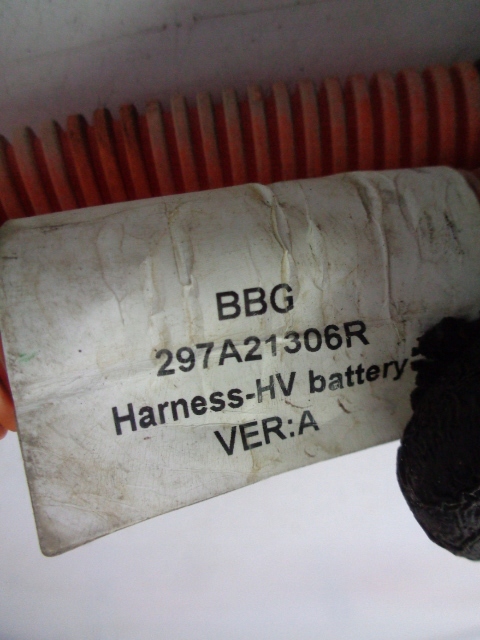 BBG
297A21306R
Harness-HV battery
VER:A